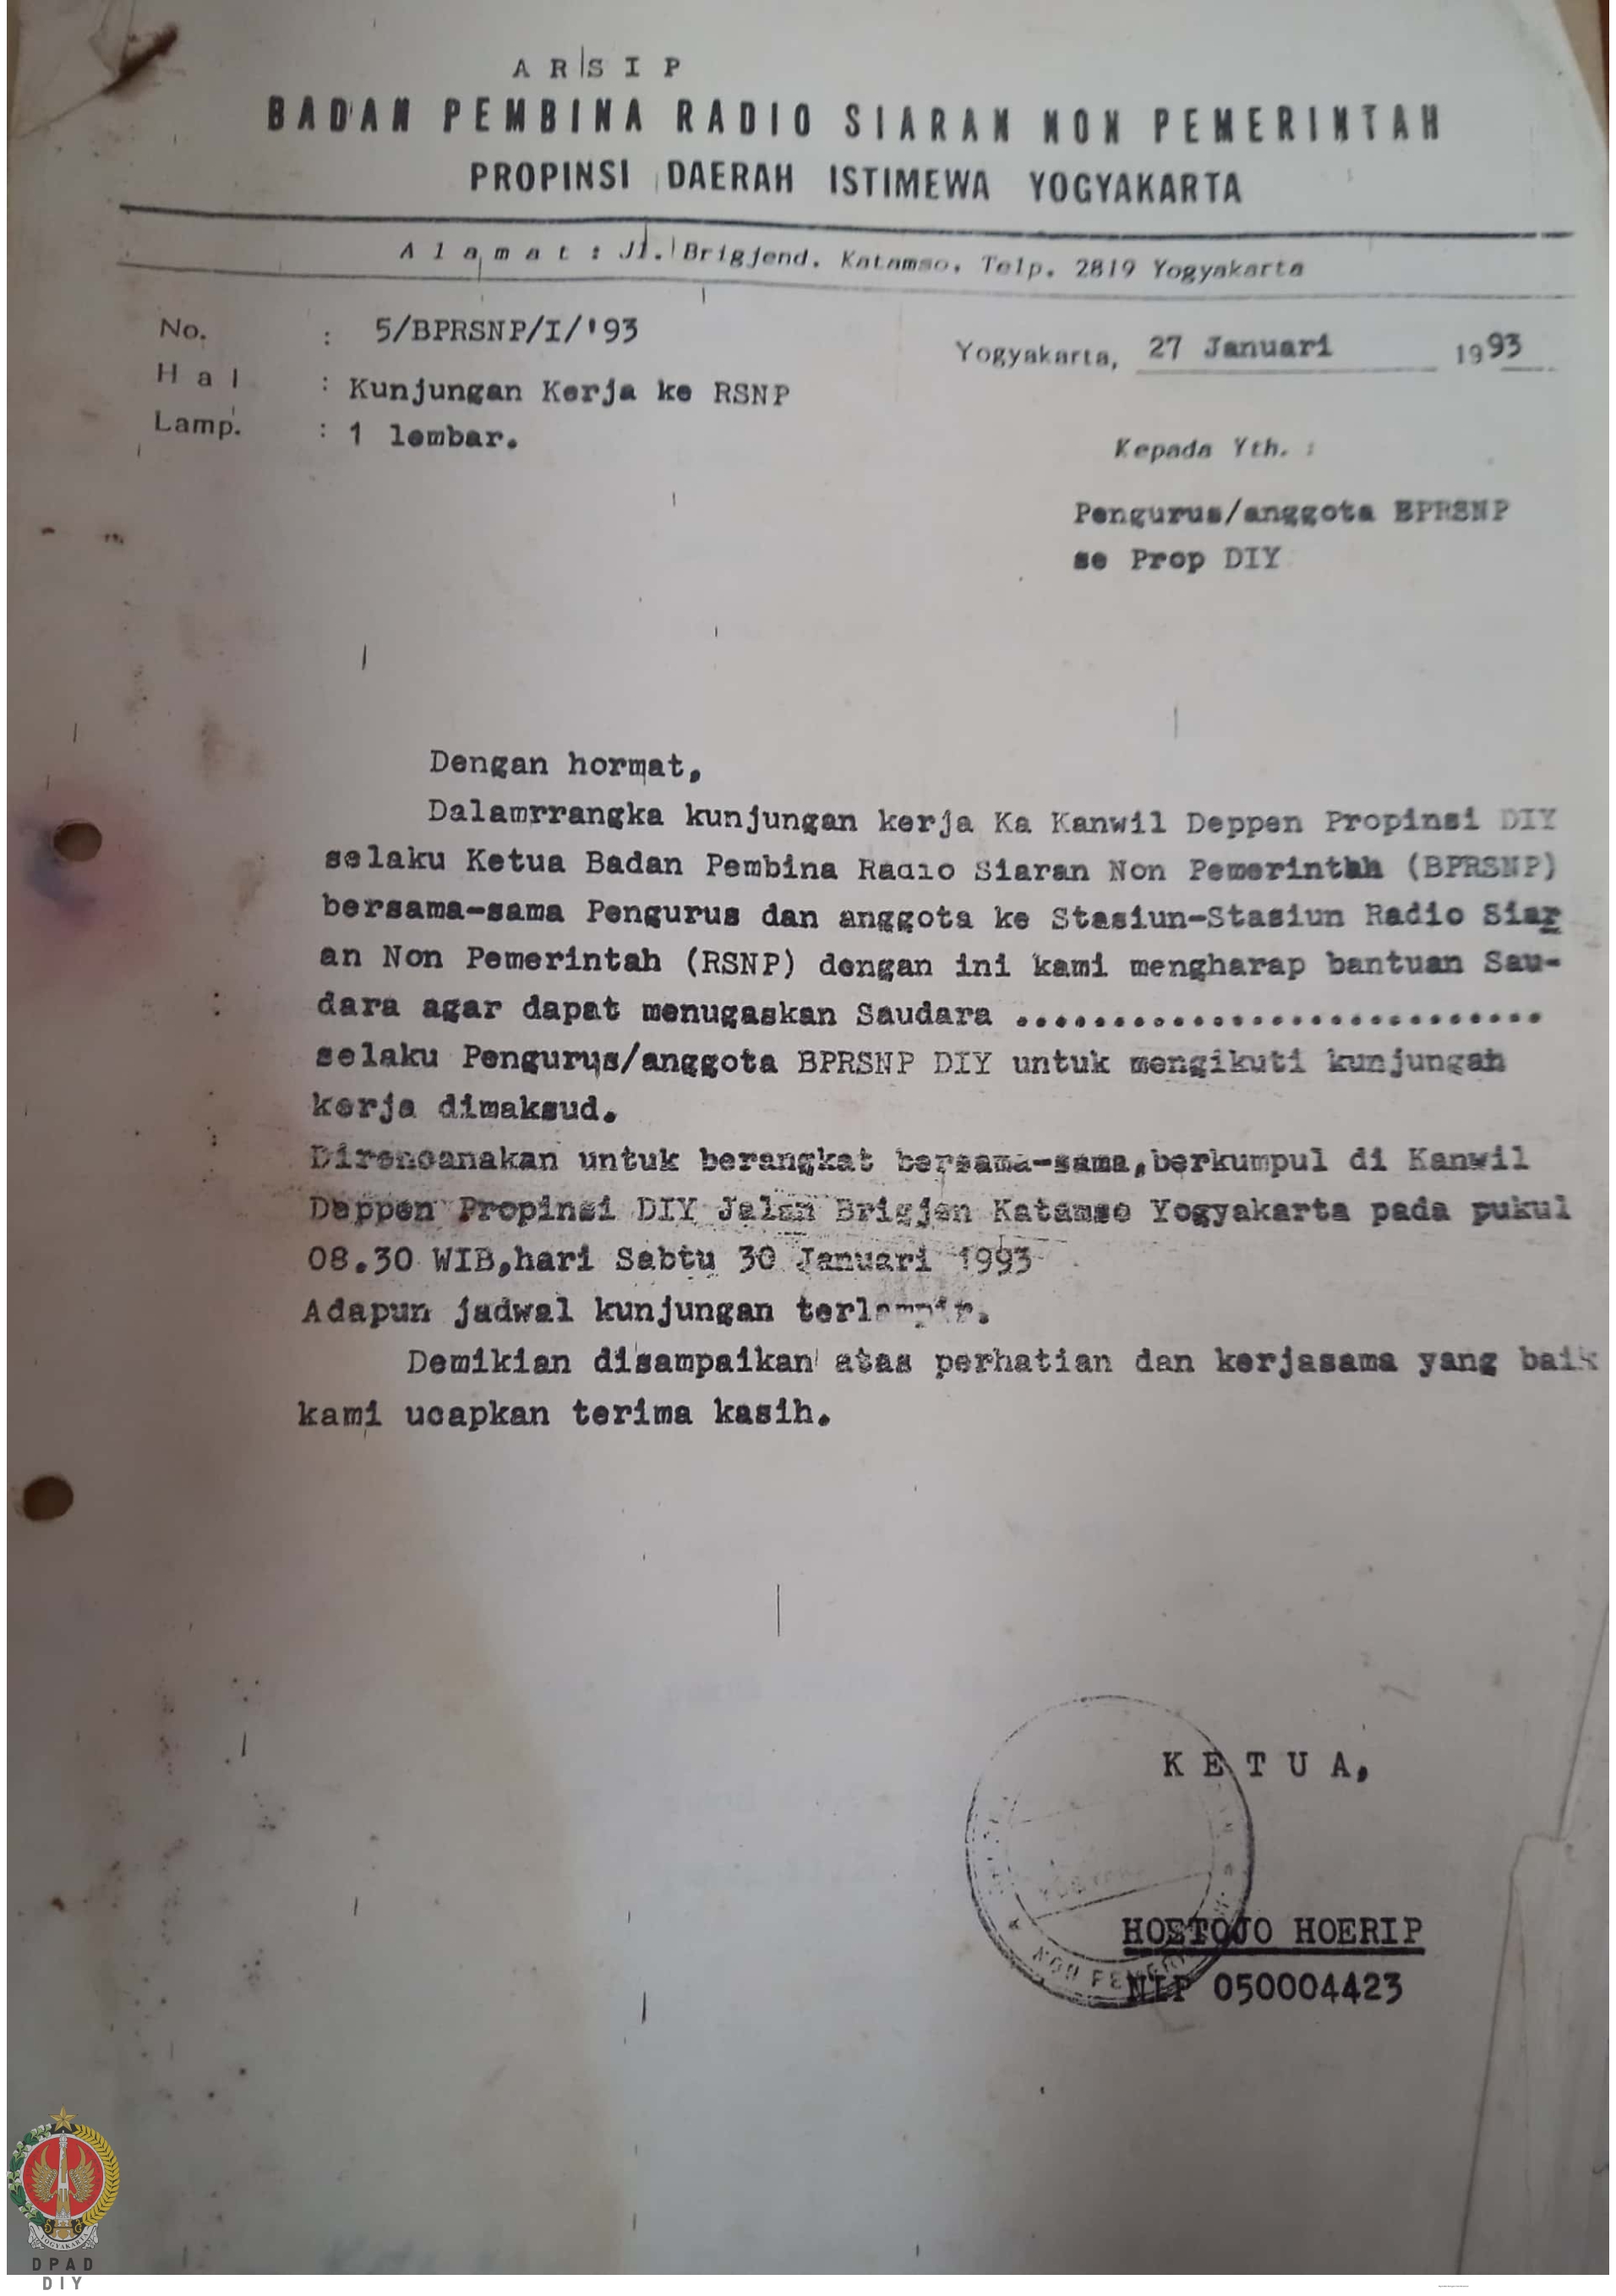 A R S I P
BADAN PEMBINA RADIO SIARAN NON PEMERINTAH
PROPINSI DAERAH ISTIMEWA YOGYAKARTA
A l a m a t : Jl. Brigjend. Katamso, Telp. 2819 Yogyakarta
No. : 5/BPRSNP/I/'93
Yogyakarta, 27 Januari 1993
H a l : Kunjungan Kerja ke RSNP
Lamp. : 1 lembar.
Kepada Yth. :
Pengurus/anggota BPRSNP
se Prop DIY
Dengan hormat,
Dalamrrangka kunjungan kerja Ka Kanwil Deppen Propinsi DIY
selaku Ketua Badan Pembina Radio Siaran Non Pemerintah (BPRSNP)
bersama-sama Pengurus dan anggota ke Stasiun-Stasiun Radio Siar
an Non Pemerintah (RSNP) dengan ini kami mengharap bantuan Sau-
dara agar dapat menugaskan Saudara ............................
selaku Pengurus/anggota BPRSNP DIY untuk mengikuti kunjungan
kerja dimaksud.
Direncanakan untuk berangkat bersama-sama,berkumpul di Kanwil
Deppen Propinsi DIY Jalan Brigjen Katamso Yogyakarta pada pukul
08.30 WIB,hari Sabtu 30 Januari 1993
Adapun jadwal kunjungan terlampir.
Demikian disampaikan atas perhatian dan kerjasama yang baik
kami ucapkan terima kasih.
K E T U A,
NON PEMERINTAH
HOETOJO HOERIP
NIP 050004423
YOGYAKARTA
DPAD
DIY